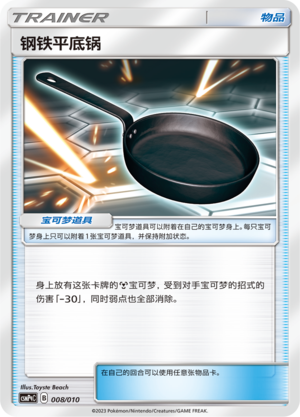 TRAINER 物品
钢铁平底锅
宝可梦道具
宝可梦道具可以附着在自己的宝可梦身上。每只宝可
梦身上只可以附着1张宝可梦道具，并保持附加状态。
身上放有这张卡牌的宝可梦，受到对手宝可梦的招式的
伤害「-30」，同时弱点也全部消除。
在自己的回合可以使用任意张物品卡。
Illus.Toyste Beach
008/010
©2023 Pokémon/Nintendo/Creatures/GAME FREAK.